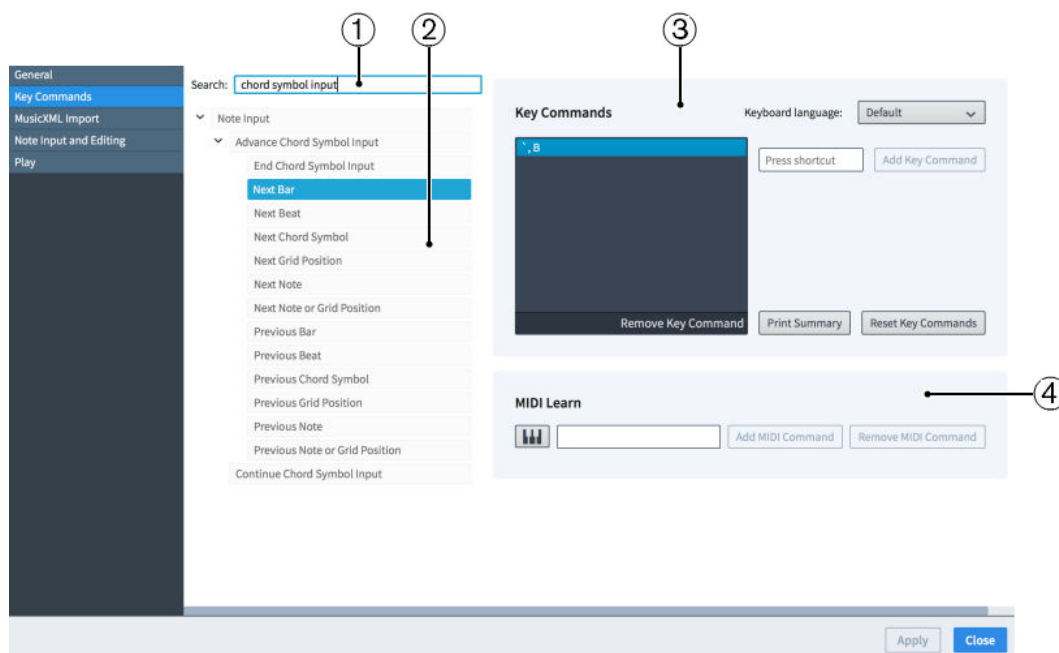 1 2 3
General
Key Commands
MusicXML Import
Note Input and Editing
Play
Search: chord symbol input
Note Input
Advance Chord Symbol Input
End Chord Symbol Input
Next Bar
Next Beat
Next Chord Symbol
Next Grid Position
Next Note
Next Note or Grid Position
Previous Bar
Previous Beat
Previous Chord Symbol
Previous Grid Position
Previous Note
Previous Note or Grid Position
Continue Chord Symbol Input
Key Commands Keyboard language: Default
`, B
Press shortcut Add Key Command
Remove Key Command Print Summary Reset Key Commands
4
MIDI Learn
Add MIDI Command Remove MIDI Command
Apply Close